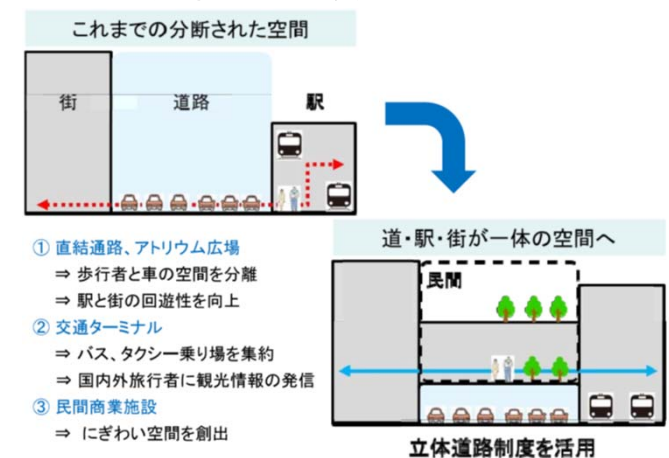 これまでの分断された空間
街
道路
駅
① 直結通路、アトリウム広場
⇒ 歩行者と車の空間を分離
⇒ 駅と街の回遊性を向上
② 交通ターミナル
⇒ バス、タクシー乗り場を集約
⇒ 国内外旅行者に観光情報の発信
③ 民間商業施設
⇒ にぎわい空間を創出
道・駅・街が一体の空間へ
民間
立体道路制度を活用